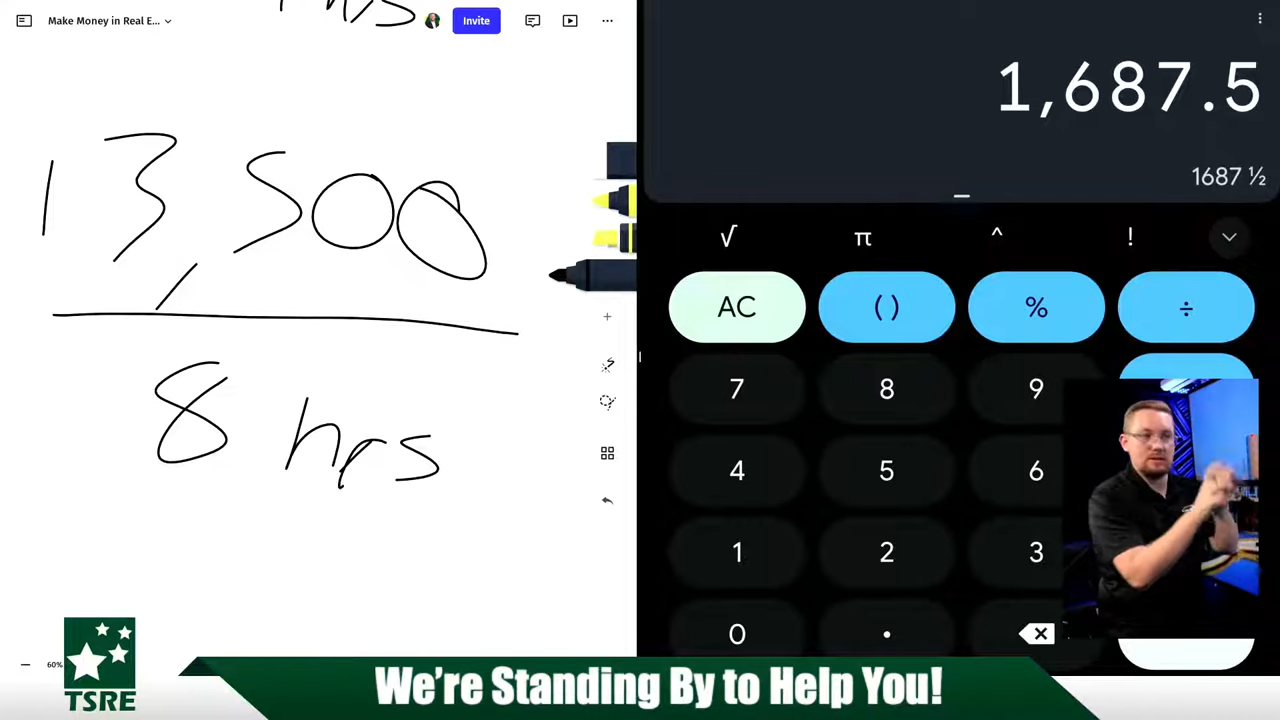 Make Money in Real E...
Invite
hrs
13,500
8 hrs
60%
1,687.5
1687 ½
√ π ^ !
AC () % ÷
7 8 9
4 5 6
1 2 3
0 .
TSRE
We're Standing By to Help You!